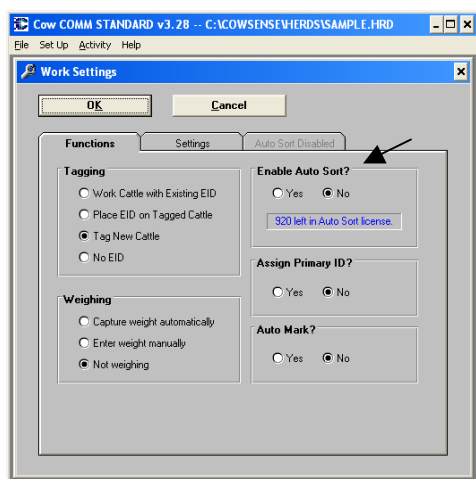 Cow COMM STANDARD v3.28 -- C:\COWSENSE\HERDS\SAMPLE.HRD
File Set Up Activity Help
Work Settings
OK Cancel
Functions Settings Auto Sort Disabled
Tagging
Work Cattle with Existing EID
Place EID on Tagged Cattle
Tag New Cattle
No EID
Weighing
Capture weight automatically
Enter weight manually
Not weighing
Enable Auto Sort?
Yes No
920 left in Auto Sort license.
Assign Primary ID?
Yes No
Auto Mark?
Yes No